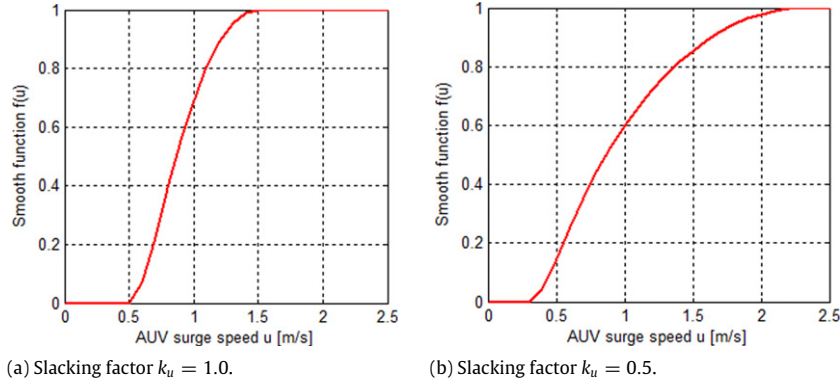 1
0.8
0.6
0.4
0.2
0
Smooth function f(u)
0 0.5 1 1.5 2 2.5
AUV surge speed u [m/s]
(a) Slacking factor k_u = 1.0.
1
0.8
0.6
0.4
0.2
0
Smooth function f(u)
0 0.5 1 1.5 2 2.5
AUV surge speed u [m/s]
(b) Slacking factor k_u = 0.5.